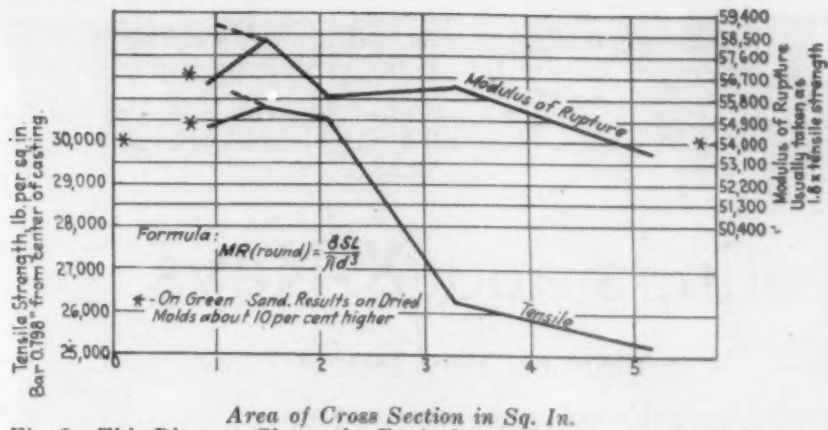 59,400
58,500
57,600
56,700
55,800
54,900
54,000
53,100
52,200
51,300
50,400
Modulus of Rupture
Usually taken as
1.8 x tensile strength
Tensile Strength, lb. per sq. in.
Bar 0.798" from center of casting.
30,000
29,000
28,000
27,000
26,000
25,000
Modulus of Rupture
Tensile
Formula:
MR(round) = 8SL
πd³
* - On Green Sand. Results on Dried
Molds about 10 per cent higher
0 1 2 3 4 5
Area of Cross Section in Sq. In.